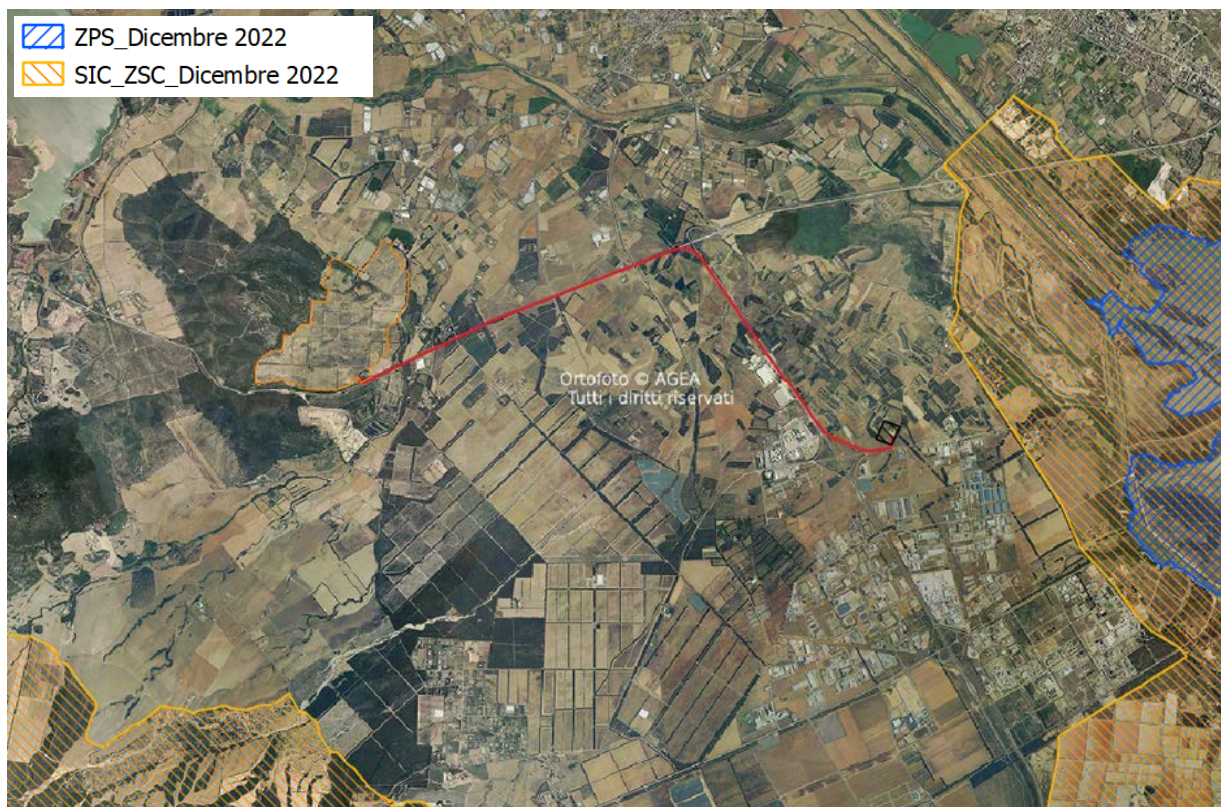 ZPS_Dicembre 2022
SIC_ZSC_Dicembre 2022
Ortofoto © AGEA
Tutti i diritti riservati